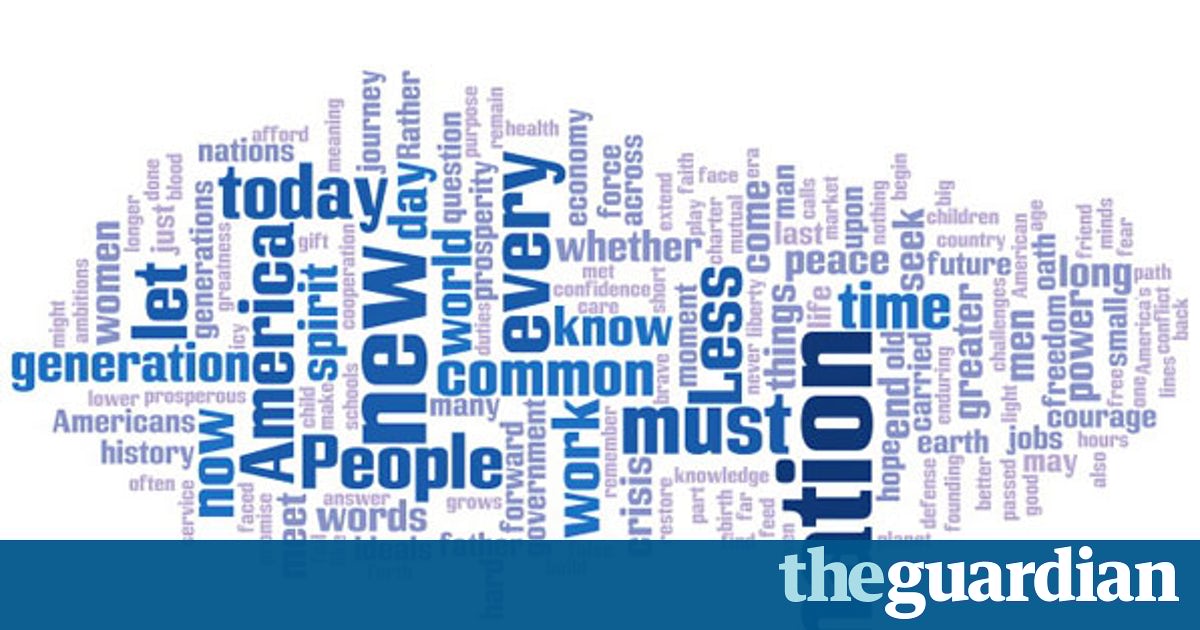 afford
nations
today
done
blood
longer
just
let
women
generations
greatness
gift
America
spirit
cooperation
might
ambitions
generation
icy
lower
prosperous
Americans
history
often
now
service
faced
child
make
schools
People
answer
words
meet
meaning
journey
Rather
day
new
question
world
purpose
prosperity
duties
remain
health
every
economy
force
across
whether
met
confidence
care
short
know
common
many
grows
forward
government
work
remember
brave
crisis
restore
knowledge
must
extend
faith
race
play
charter
mutual
era
come
moment
Less
never
liberty
things
man
calls
last
market
upon
nothing
begin
seek
big
children
country
peace
life
future
time
old
end
carried
enduring
greater
challenges
men
American
age
oath
freedom
power
long
friend
minds
fear
path
small
free
America's
conflict
lines
back
come
light
courage
earth
jobs
hours
may
also
hope
defense
founding
better
passed
good
part
rebirth
far
feed
planet
ideals
father
forth
hard
theguardian